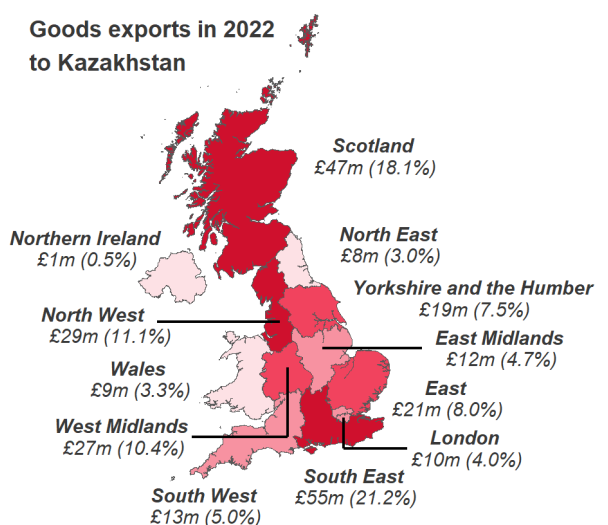 Goods exports in 2022
to Kazakhstan
Scotland
£47m (18.1%)
Northern Ireland
£1m (0.5%)
North East
£8m (3.0%)
Yorkshire and the Humber
£19m (7.5%)
North West
£29m (11.1%)
East Midlands
£12m (4.7%)
Wales
£9m (3.3%)
East
£21m (8.0%)
West Midlands
£27m (10.4%)
London
£10m (4.0%)
South East
£55m (21.2%)
South West
£13m (5.0%)